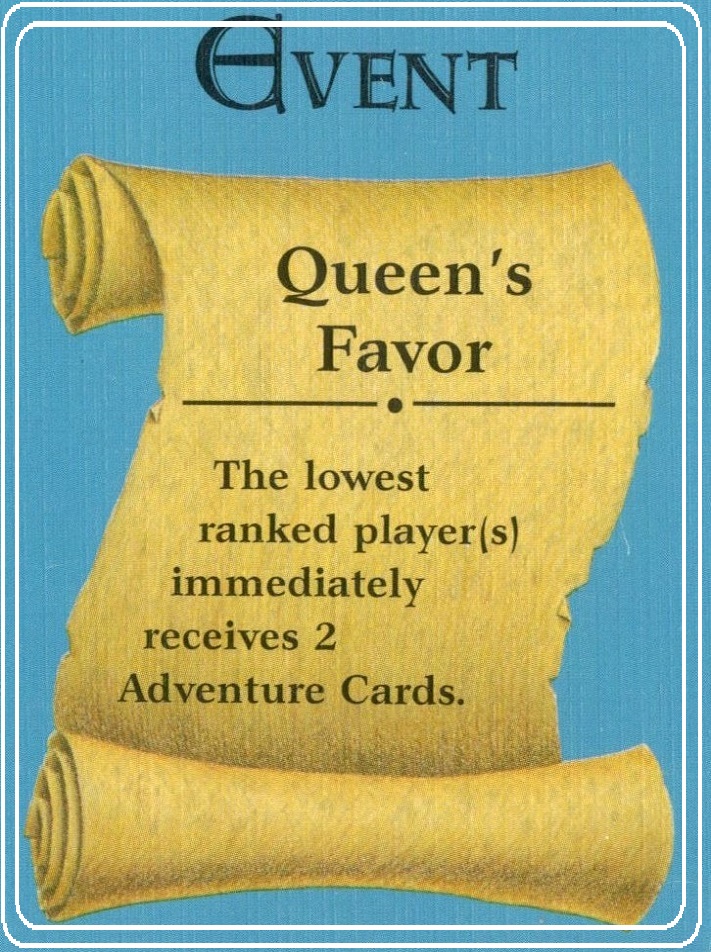 EVENT
Queen's
Favor
The lowest
ranked player(s)
immediately
receives 2
Adventure Cards.